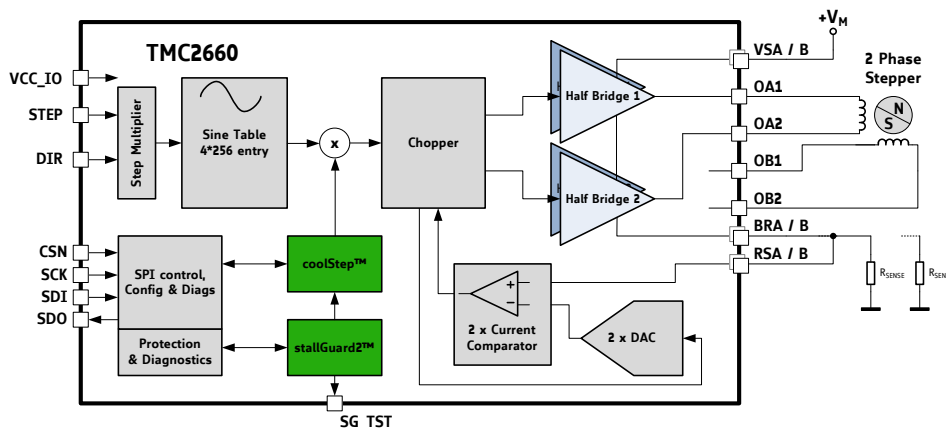 TMC2660
+VM
VSA / B
2 Phase
Stepper
VCC_IO
STEP
DIR
Step Multiplier
Sine Table
4*256 entry
x
Chopper
Half Bridge 1
Half Bridge 2
OA1
OA2
OB1
OB2
N
S
BRA / B
RSA / B
CSN
SCK
SDI
SDO
SPI control,
Config & Diags
Protection
& Diagnostics
coolStep™
stallGuard2™
+
−
2 x Current
Comparator
2 x DAC
RSENSE
SG_TST